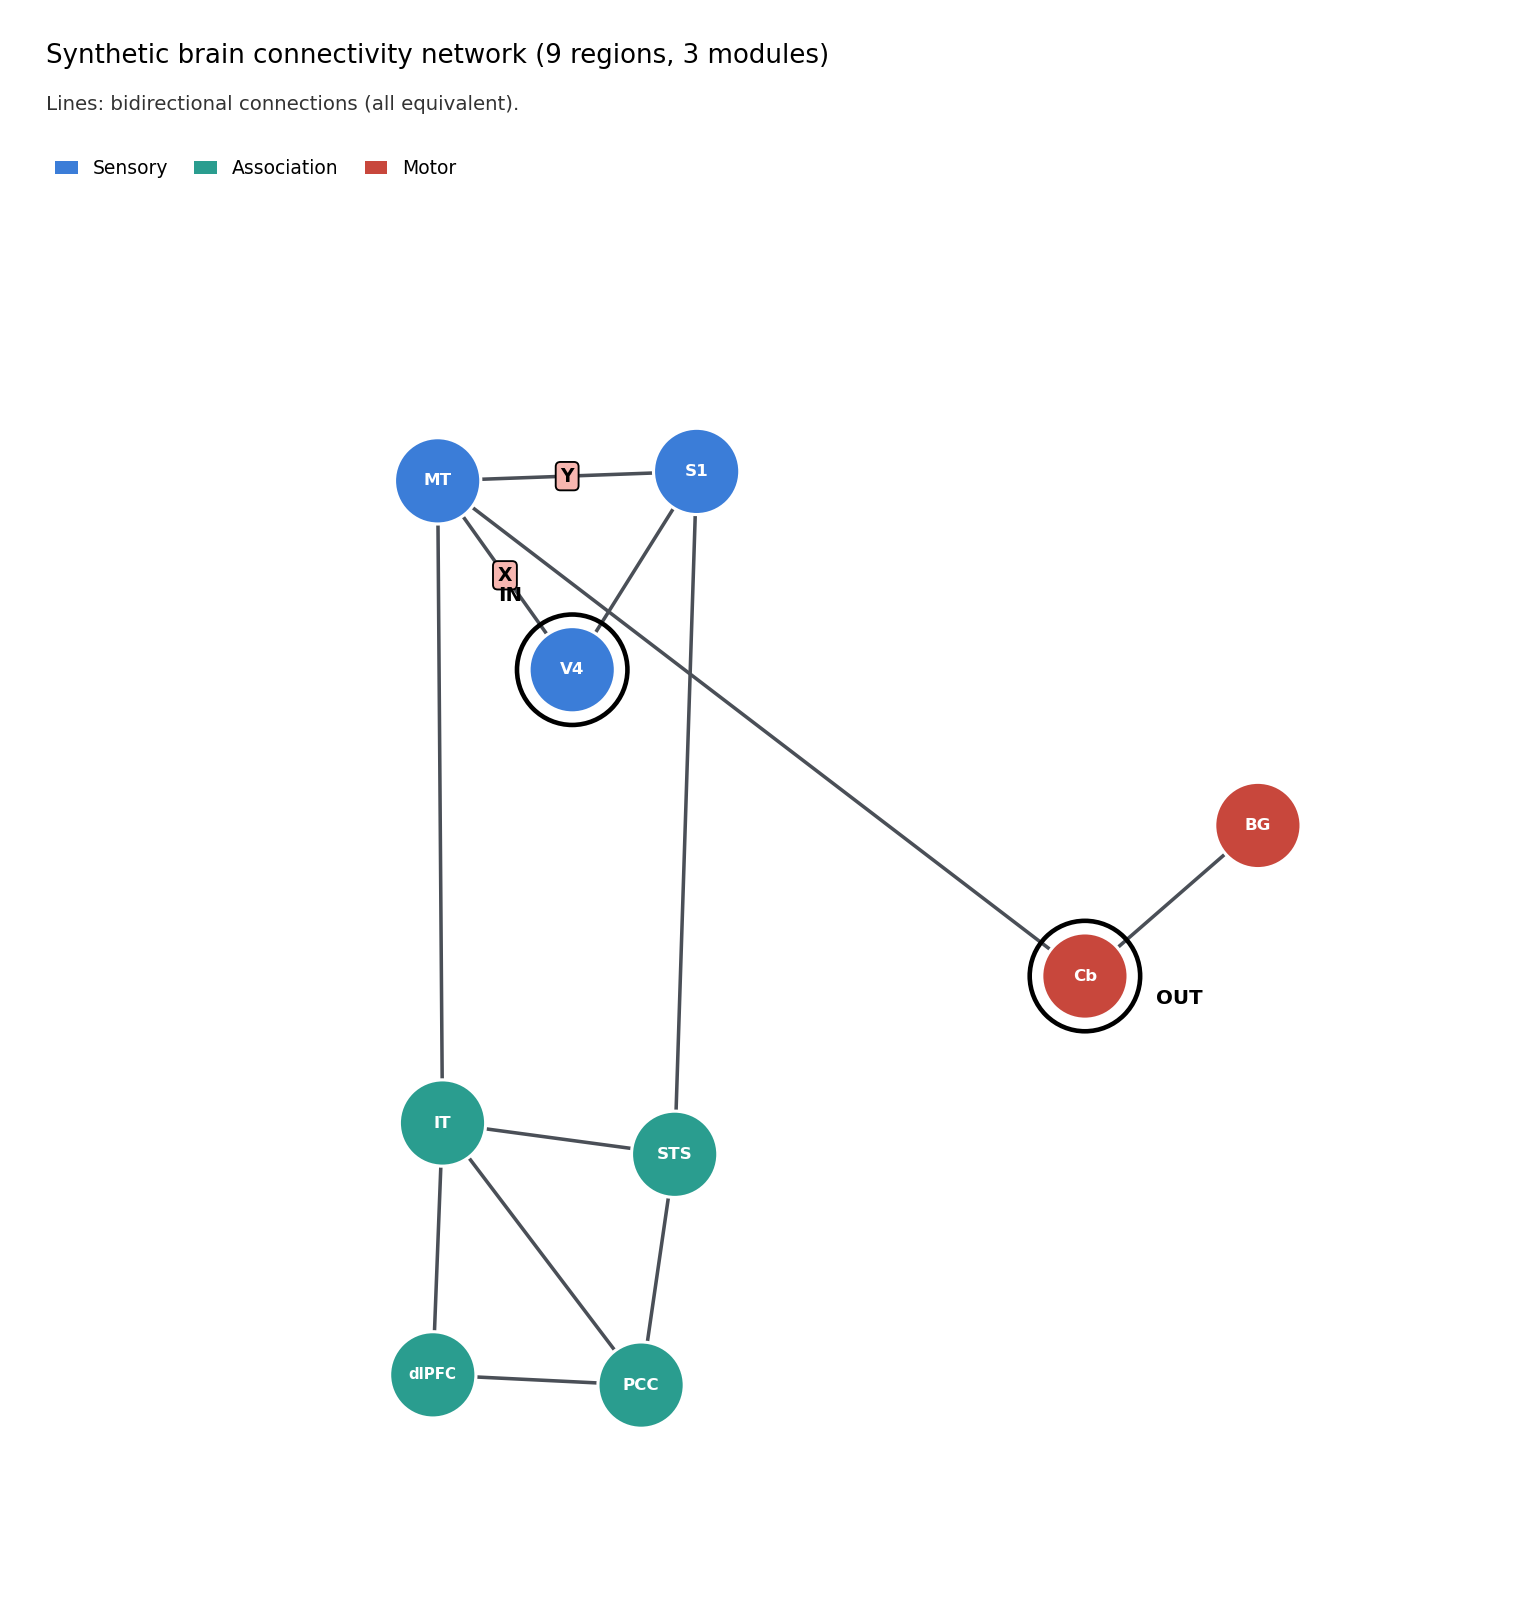 Synthetic brain connectivity network (9 regions, 3 modules)
Lines: bidirectional connections (all equivalent).
Sensory Association Motor
MT
Y
S1
X
IN
V4
BG
Cb
OUT
IT
STS
dlPFC
PCC